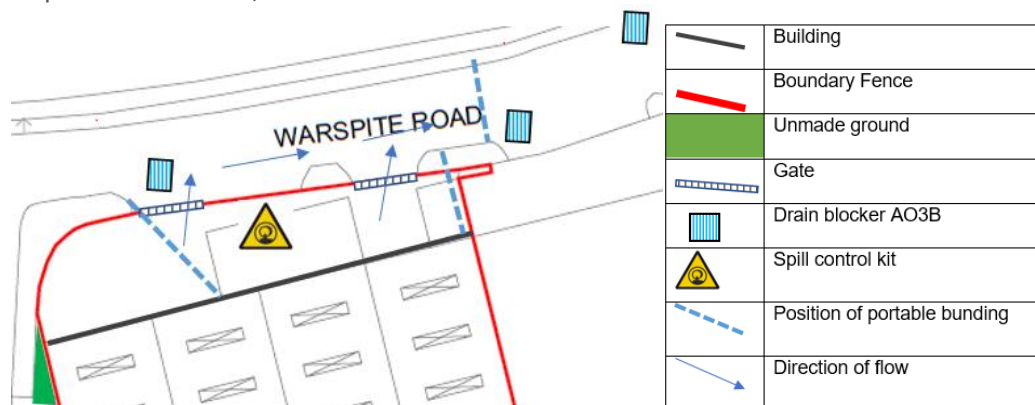 WARSPITE ROAD
Building
Boundary Fence
Unmade ground
Gate
Drain blocker AO3B
Spill control kit
Position of portable bunding
Direction of flow